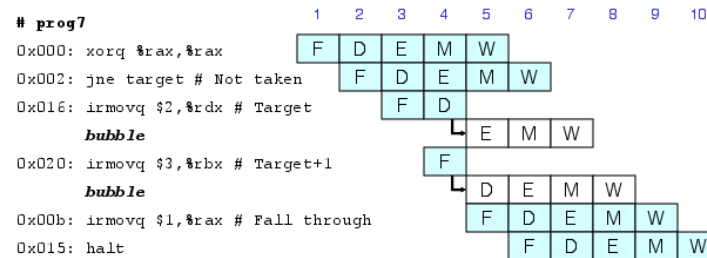 1 2 3 4 5 6 7 8 9 10
# prog7
0x000: xorq %rax,%rax F D E M W
0x002: jne target # Not taken F D E M W
0x016: irmovq $2,%rdx # Target F D
bubble E M W
0x020: irmovq $3,%rbx # Target+1 F
bubble D E M W
0x00b: irmovq $1,%rax # Fall through F D E M W
0x015: halt F D E M W